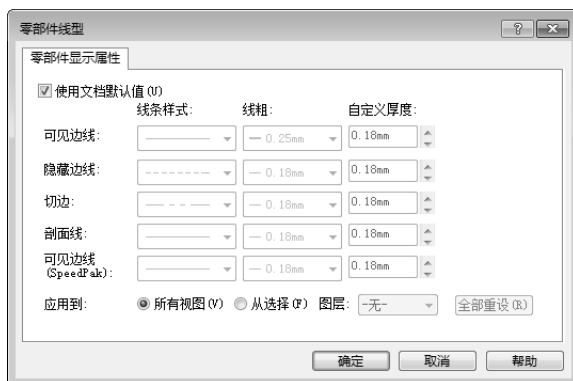 零部件线型
零部件显示属性
使用文档默认值(U)
线条样式: 线粗: 自定义厚度:
可见边线: 0.25mm 0.18mm
隐藏边线: 0.18mm 0.18mm
切边: 0.18mm 0.18mm
剖面线: 0.18mm 0.18mm
可见边线
(SpeedPak): 0.18mm 0.18mm
应用到: 所有视图(V) 从选择(F) 图层: -无- 全部重设(R)
确定 取消 帮助